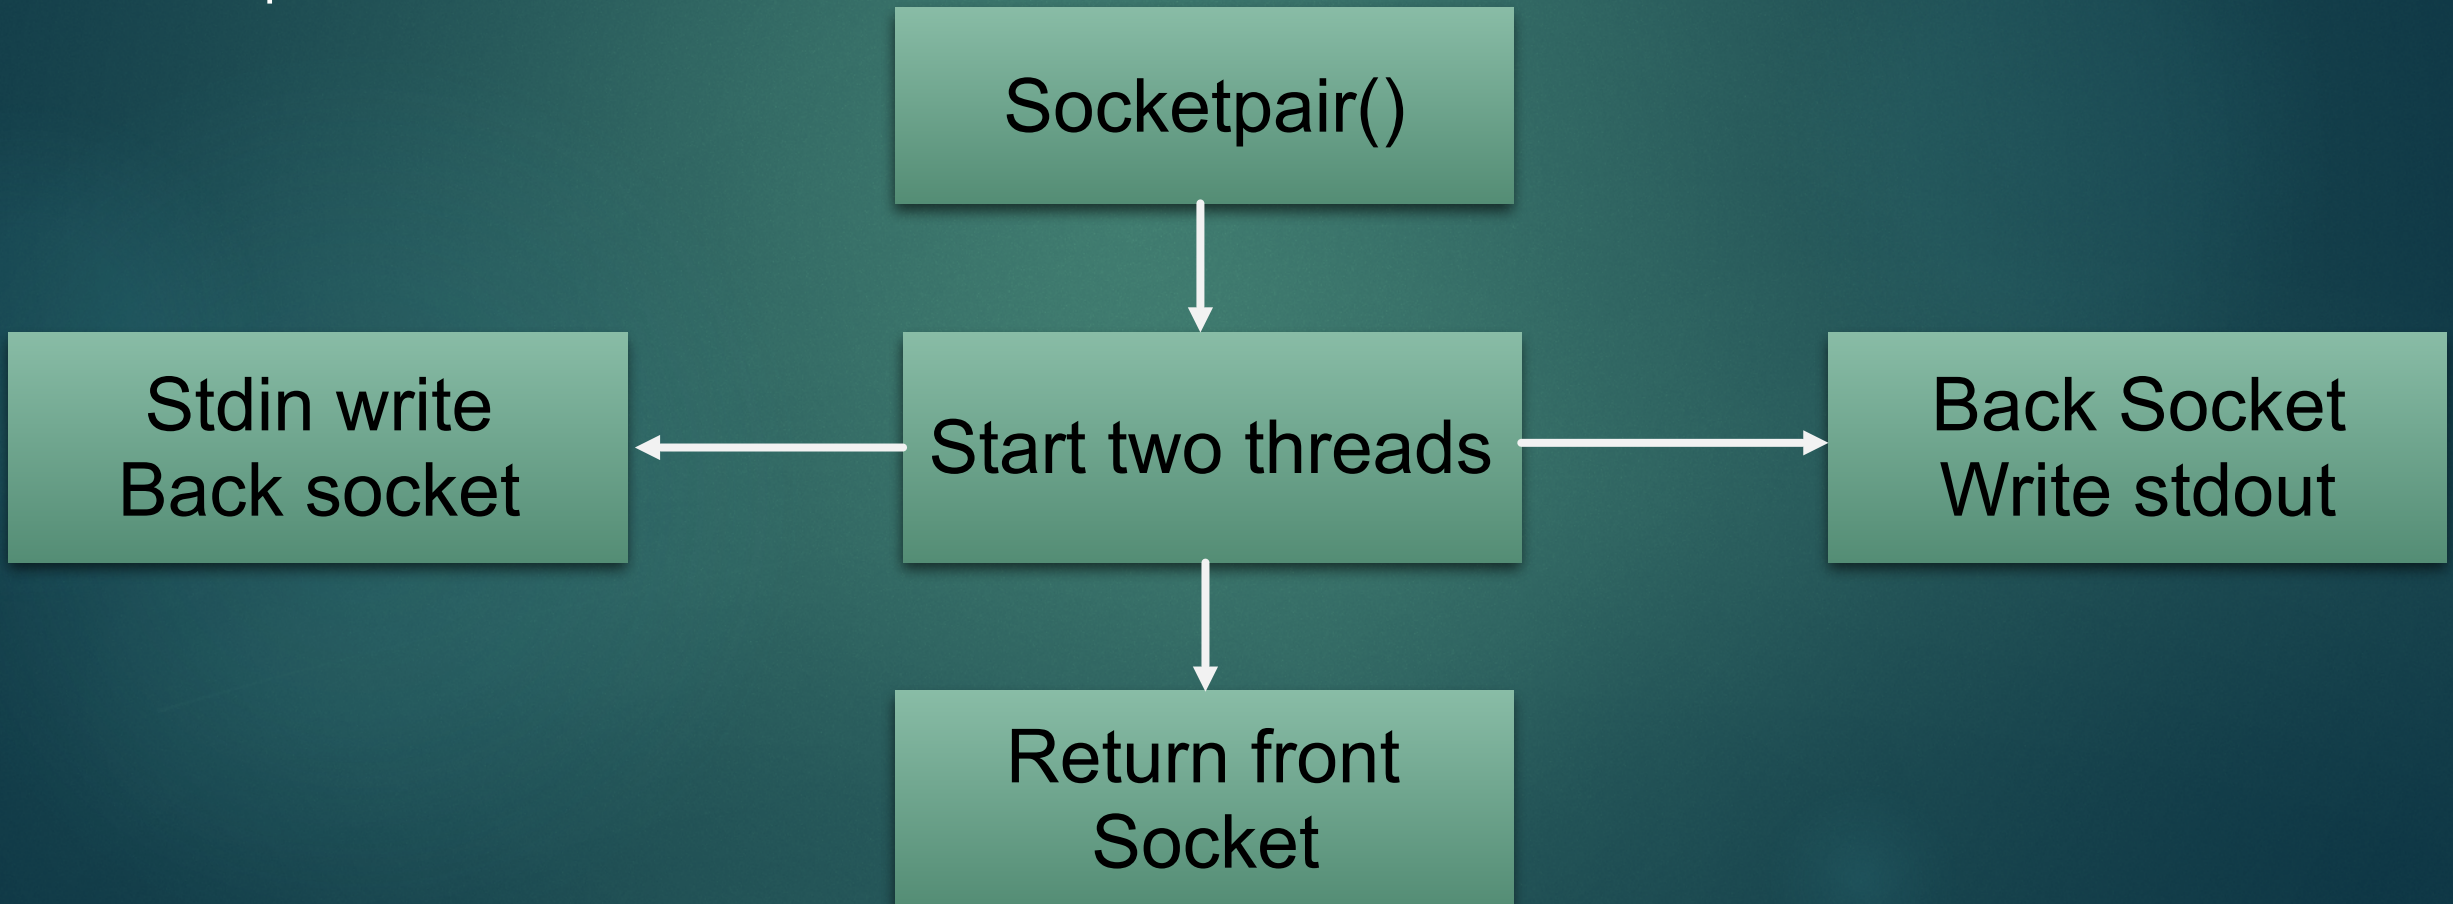 Socketpair()
Stdin write
Back socket
Start two threads
Back Socket
Write stdout
Return front
Socket